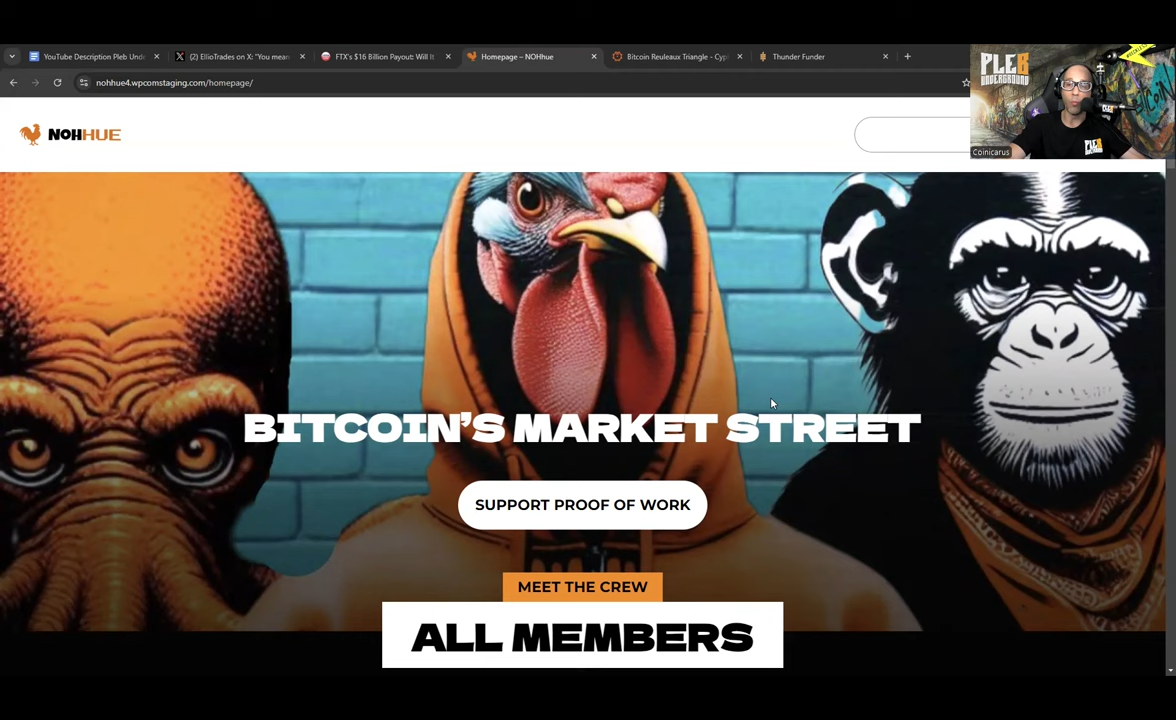 YouTube Description Pleb Und
(2) EllioTrades on X: "You mean
FTX's $16 Billion Payout: Will It
Homepage – NOHhue
Bitcoin Reuleaux Triangle - Cyp
Thunder Funder
nohhue4.wpcomstaging.com/homepage/
PLEB
UNDERGROUND
Coinicarus
PLEB
NOHHUE
BITCOIN'S MARKET STREET
SUPPORT PROOF OF WORK
MEET THE CREW
ALL MEMBERS